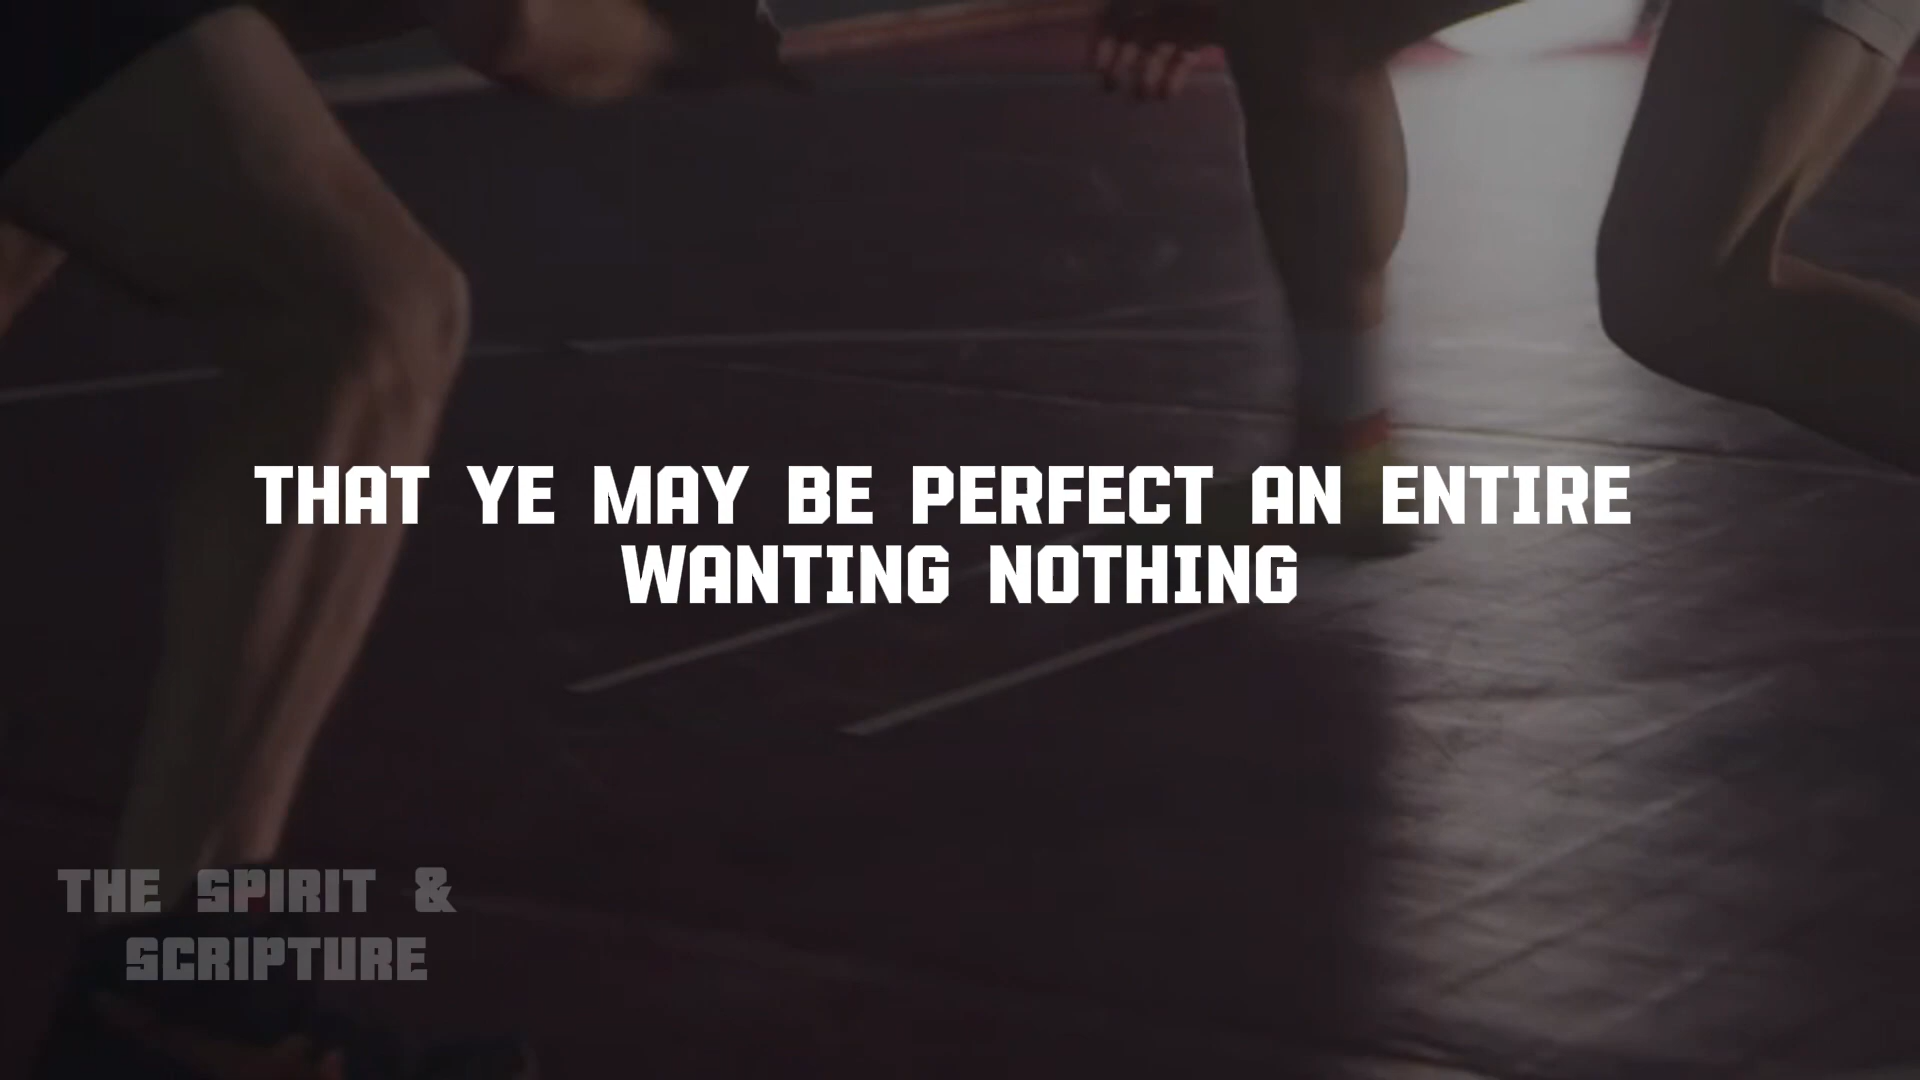 THAT YE MAY BE PERFECT AN ENTIRE
WANTING NOTHING
THE SPIRIT &
SCRIPTURE